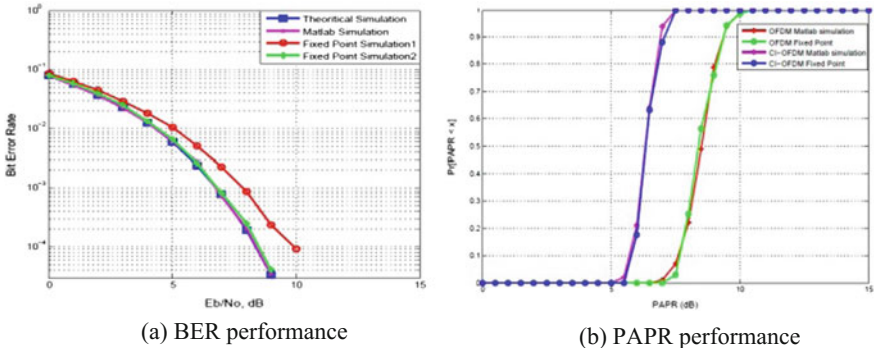 10^0
10^-1
10^-2
10^-3
10^-4
Bit Error Rate
0 5 10 15
Eb/No, dB
Theoritical Simulation
Matlab Simulation
Fixed Point Simulation1
Fixed Point Simulation2
(a) BER performance
1
0.9
0.8
0.7
0.6
0.5
0.4
0.3
0.2
0.1
0
Pr[PAPR < x]
0 5 10 15
PAPR (dB)
OFDM Matlab simulation
OFDM Fixed Point
CI-OFDM Matlab simulation
CI-OFDM Fixed Point
(b) PAPR performance